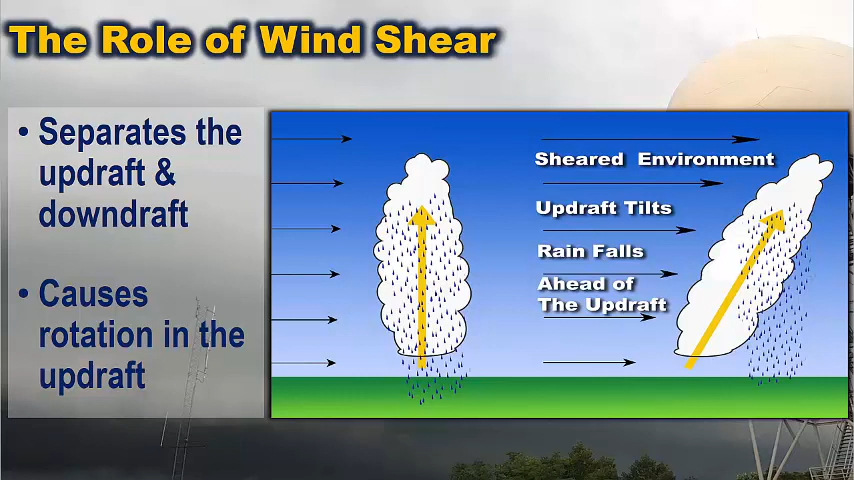 The Role of Wind Shear
• Separates the
updraft &
downdraft
• Causes
rotation in the
updraft
Sheared Environment
Updraft Tilts
Rain Falls
Ahead of
The Updraft